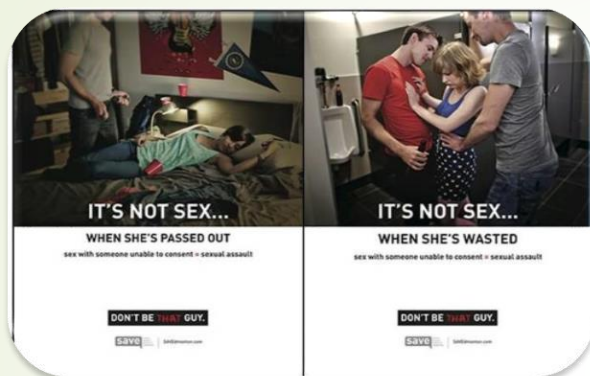 IT'S NOT SEX...
WHEN SHE'S PASSED OUT
sex with someone unable to consent = sexual assault
DON'T BE THAT GUY.
save
IT'S NOT SEX...
WHEN SHE'S WASTED
sex with someone unable to consent = sexual assault
DON'T BE THAT GUY.
save